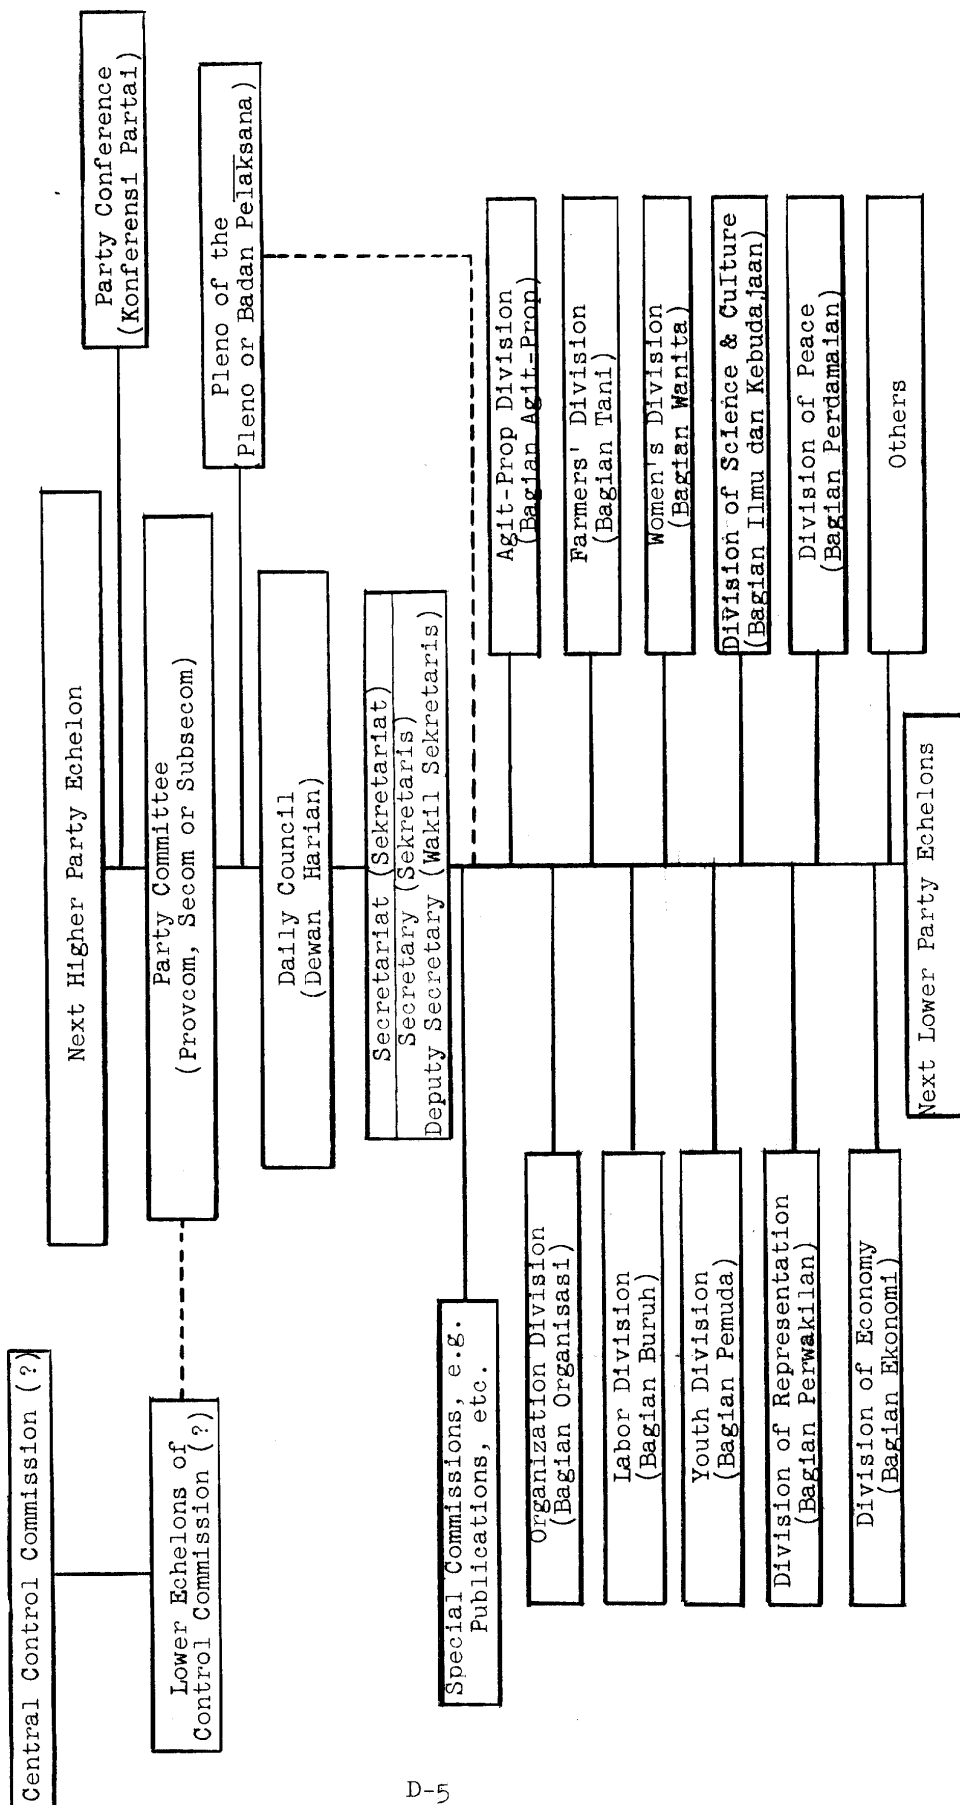 Central Control Commission (?)
Lower Echelons of
Control Commission (?)
Next Higher Party Echelon
Party Conference
(Konferensi Partai)
Party Committee
(Provcom, Secom or Subsecom)
Pleno of the
Pleno or Badan Pelaksana
Daily Council
(Dewan Harian)
Secretariat (Sekretariat)
Secretary (Sekretaris)
Deputy Secretary (Wakil Sekretaris)
Special Commissions, e.g.
Publications, etc.
Organization Division
(Bagian Organisasi)
Labor Division
(Bagian Buruh)
Youth Division
(Bagian Pemuda)
Division of Representation
(Bagian Perwakilan)
Division of Economy
(Bagian Ekonomi)
Agit-Prop Division
(Bagian Agit-Prop)
Farmers' Division
(Bagian Tani)
Women's Division
(Bagian Wanita)
Division of Science & Culture
(Bagian Ilmu dan Kebudajaan)
Division of Peace
(Bagian Perdamaian)
Others
Next Lower Party Echelons
D-5